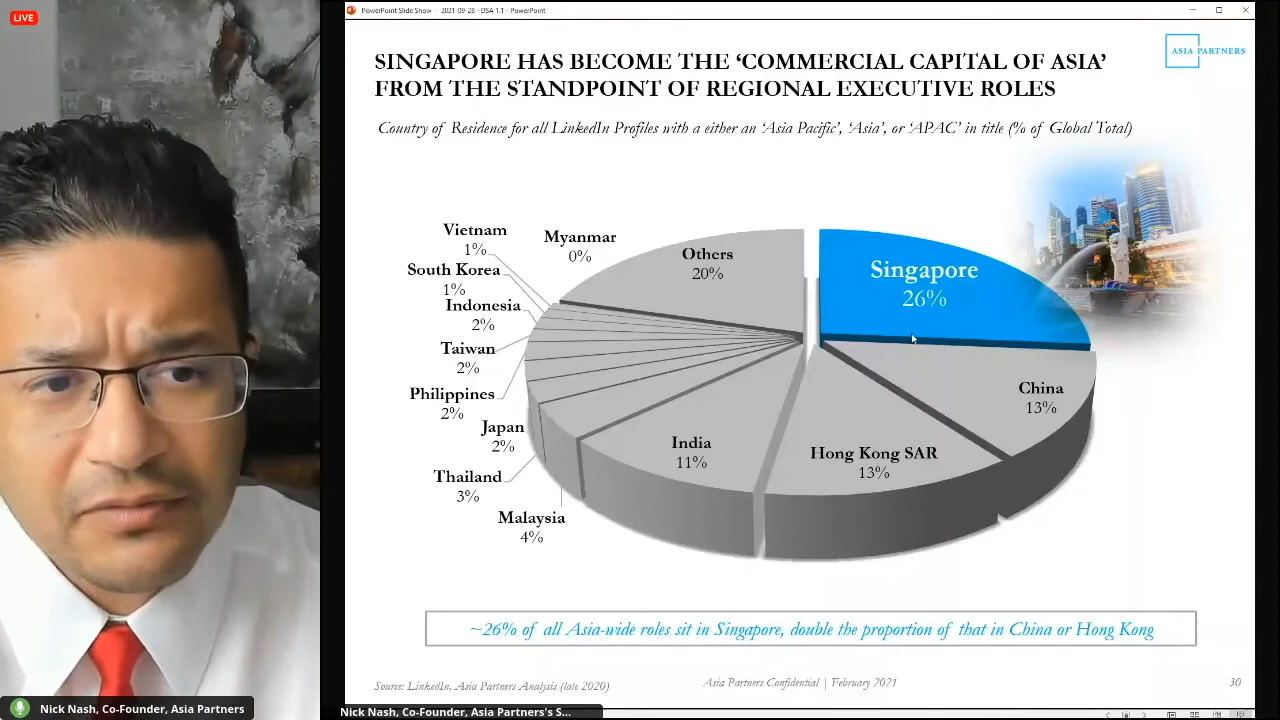 LIVE
PowerPoint Slide Show - 2021-09-28 - DSA 1.1 - PowerPoint
SINGAPORE HAS BECOME THE ‘COMMERCIAL CAPITAL OF ASIA’
FROM THE STANDPOINT OF REGIONAL EXECUTIVE ROLES
ASIA PARTNERS
Country of Residence for all LinkedIn Profiles with a either an ‘Asia Pacific’, ‘Asia’, or ‘APAC’ in title (% of Global Total)
Vietnam
1%
Myanmar
0%
South Korea
1%
Indonesia
2%
Taiwan
2%
Philippines
2%
Japan
2%
Thailand
3%
Malaysia
4%
Others
20%
Singapore
26%
China
13%
Hong Kong SAR
13%
India
11%
~26% of all Asia-wide roles sit in Singapore, double the proportion of that in China or Hong Kong
Source: LinkedIn, Asia Partners Analysis (late 2020)
Asia Partners Confidential | February 2021
30
Nick Nash, Co-Founder, Asia Partners
Nick Nash, Co-Founder, Asia Partners's S...